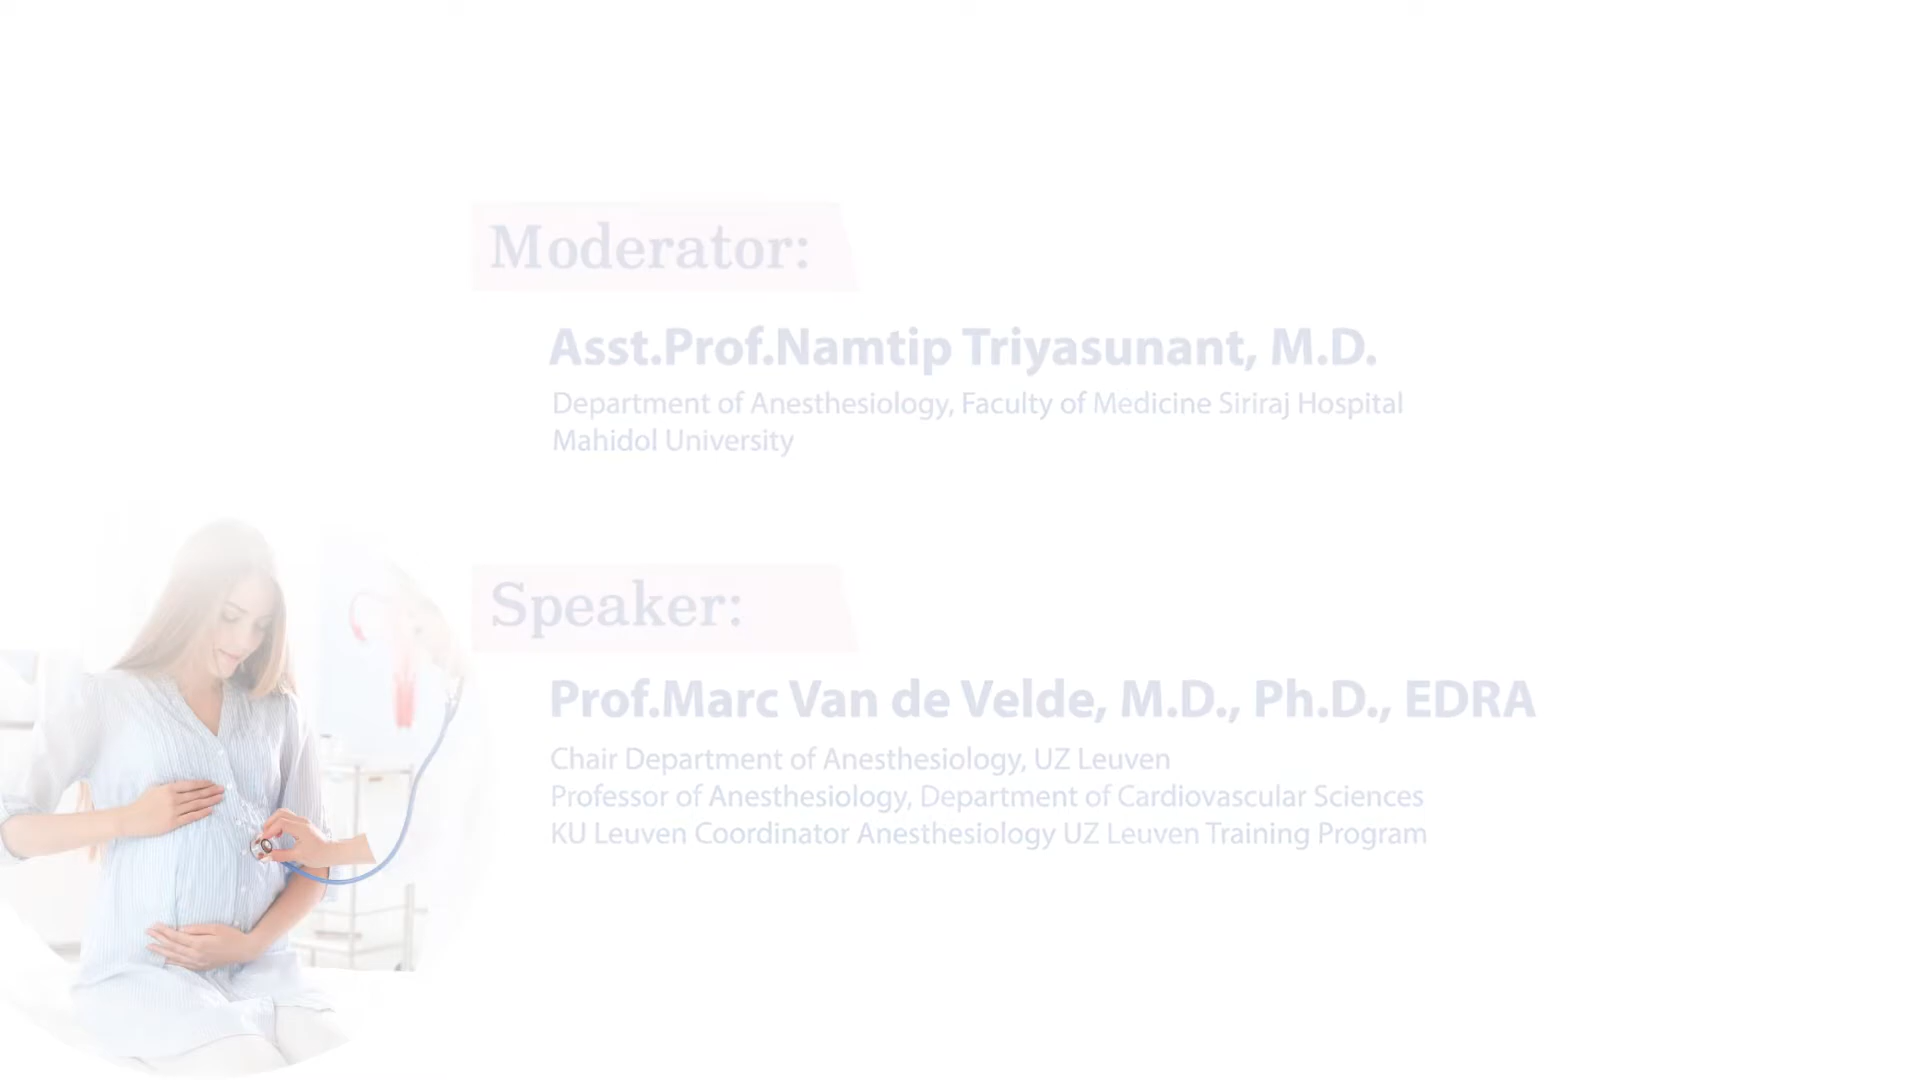 Moderator:
Asst.Prof.Namtip Triyasunant, M.D.
Department of Anesthesiology, Faculty of Medicine Siriraj Hospital
Mahidol University
Speaker:
Prof.Marc Van de Velde, M.D., Ph.D., EDRA
Chair Department of Anesthesiology, UZ Leuven
Professor of Anesthesiology, Department of Cardiovascular Sciences
KU Leuven Coordinator Anesthesiology UZ Leuven Training Program